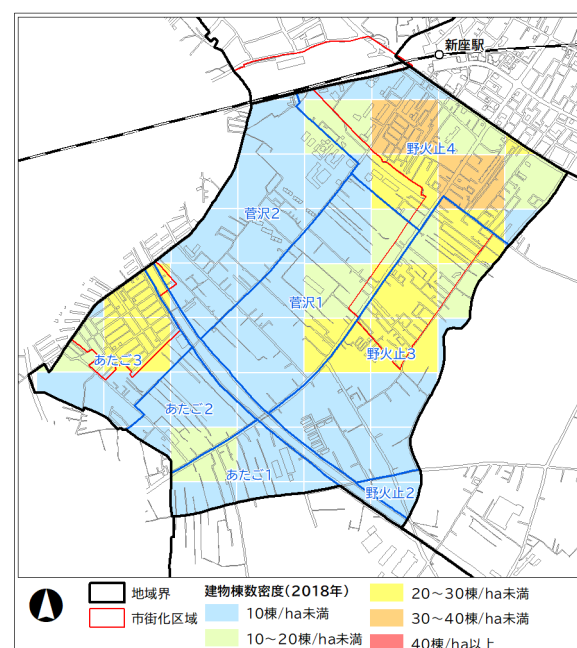 新座駅
野火止4
菅沢2
菅沢1
野火止3
あたご3
あたご2
あたご1
野火止2
地域界
市街化区域
建物棟数密度(2018年)
10棟/ha未満
10～20棟/ha未満
20～30棟/ha未満
30～40棟/ha未満
40棟/ha以上